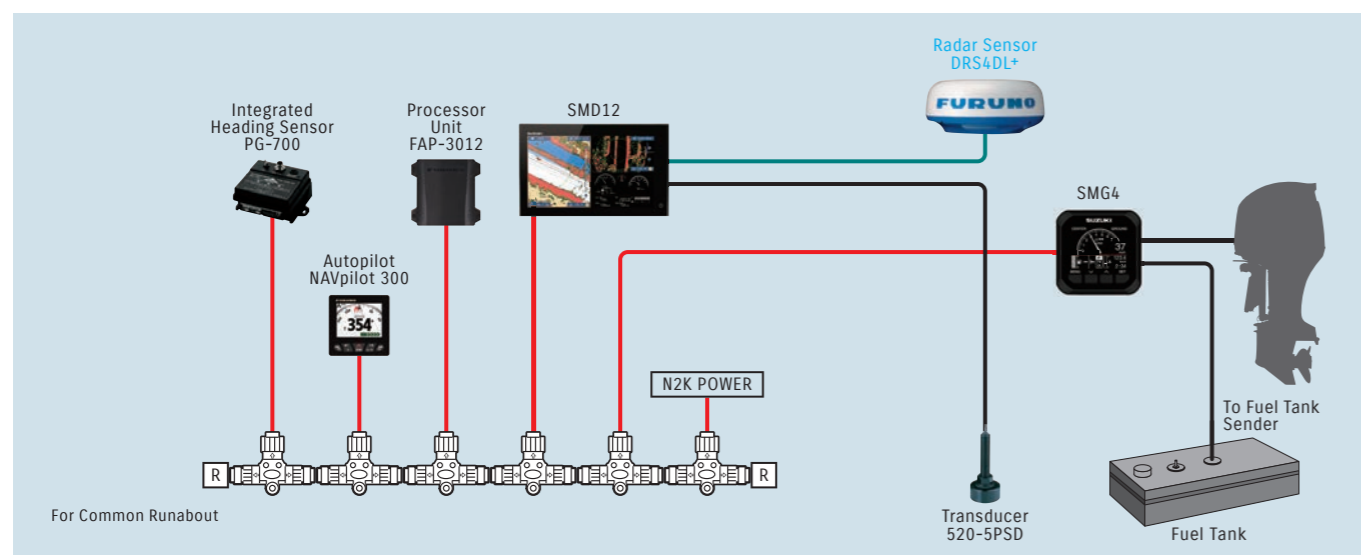 Radar Sensor
DRS4DL+
FURUNO
Integrated
Heading Sensor
PG-700
Processor
Unit
FAP-3012
SMD12
SMG4
SUZUKI
37
Autopilot
NAVpilot 300
354°
N2K POWER
To Fuel Tank
Sender
R
R
For Common Runabout
Transducer
520-5PSD
Fuel Tank